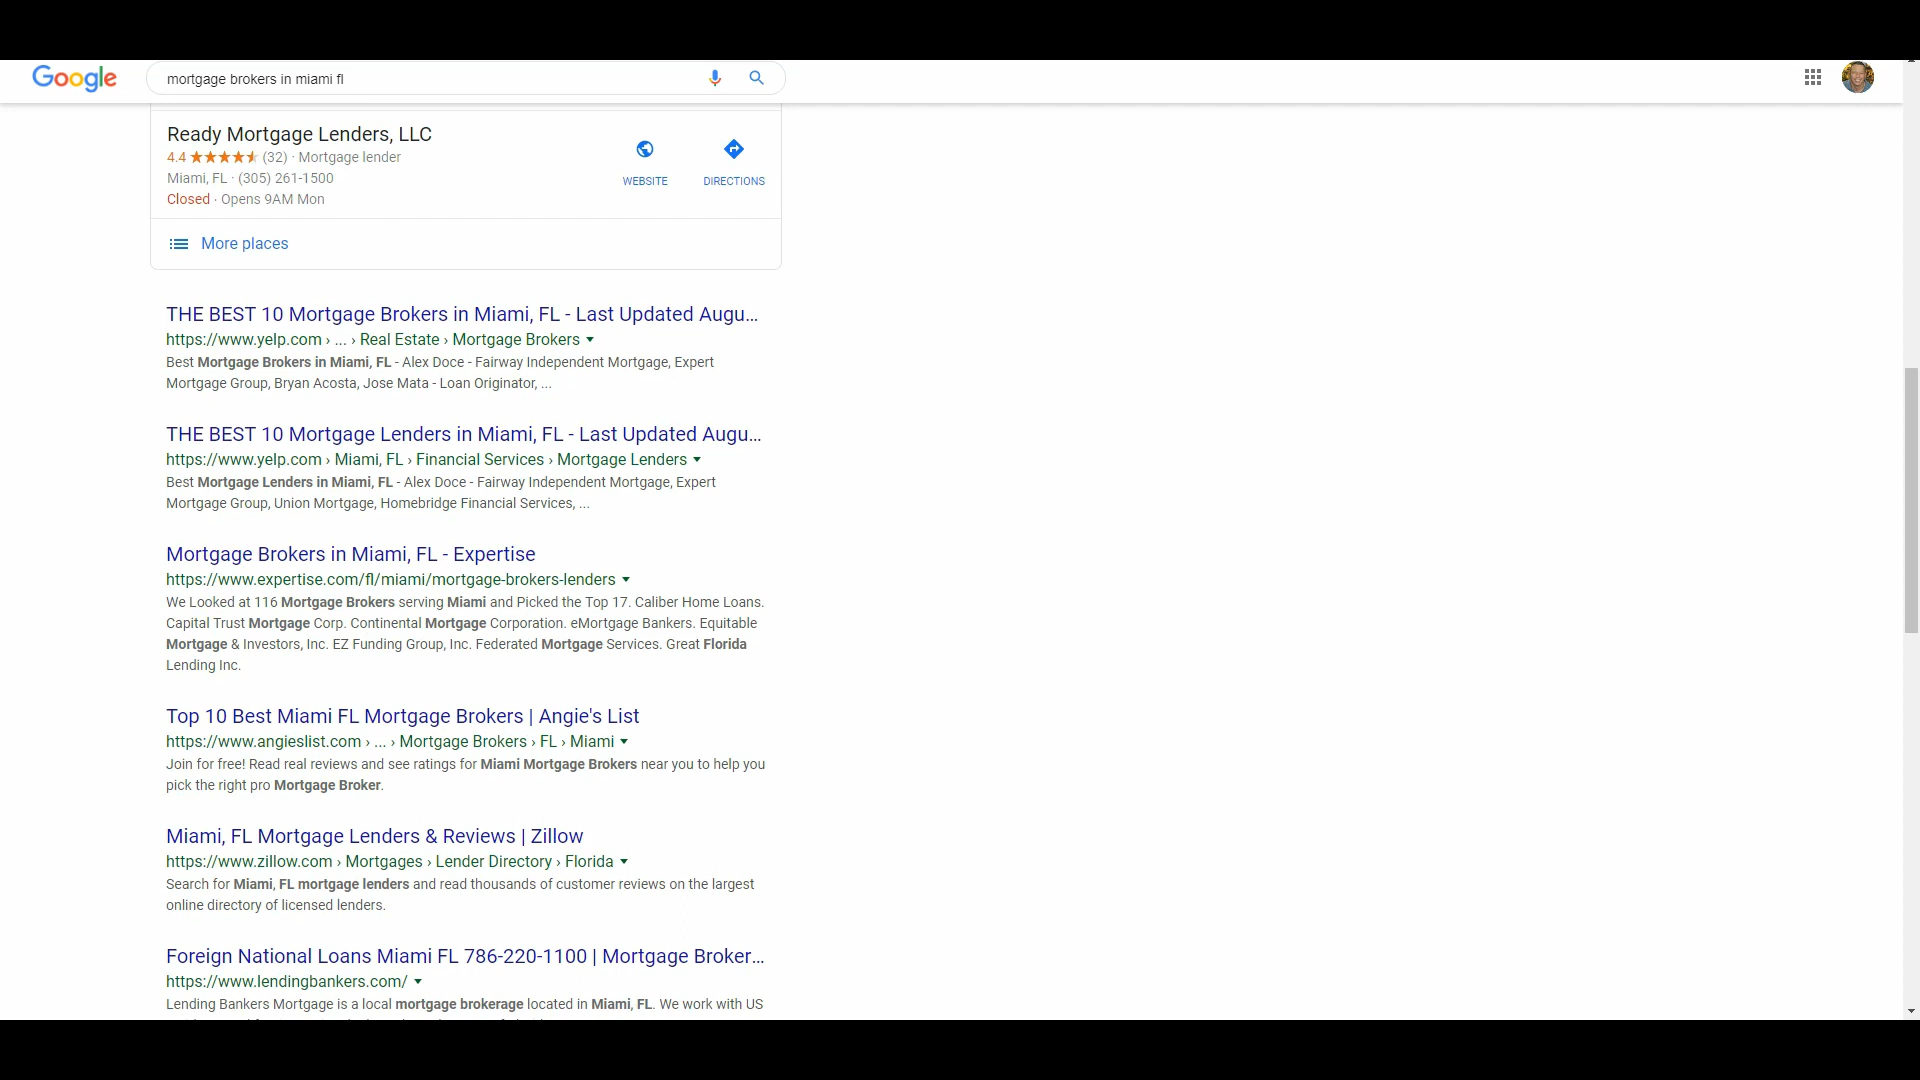 Google
mortgage brokers in miami fl
Ready Mortgage Lenders, LLC
4.4 (32) · Mortgage lender
Miami, FL · (305) 261-1500
Closed · Opens 9AM Mon
WEBSITE
DIRECTIONS
More places
THE BEST 10 Mortgage Brokers in Miami, FL - Last Updated Augu...
https://www.yelp.com › ... › Real Estate › Mortgage Brokers
Best Mortgage Brokers in Miami, FL - Alex Doce - Fairway Independent Mortgage, Expert
Mortgage Group, Bryan Acosta, Jose Mata - Loan Originator, ...
THE BEST 10 Mortgage Lenders in Miami, FL - Last Updated Augu...
https://www.yelp.com › Miami, FL › Financial Services › Mortgage Lenders
Best Mortgage Lenders in Miami, FL - Alex Doce - Fairway Independent Mortgage, Expert
Mortgage Group, Union Mortgage, Homebridge Financial Services, ...
Mortgage Brokers in Miami, FL - Expertise
https://www.expertise.com/fl/miami/mortgage-brokers-lenders
We Looked at 116 Mortgage Brokers serving Miami and Picked the Top 17. Caliber Home Loans.
Capital Trust Mortgage Corp. Continental Mortgage Corporation. eMortgage Bankers. Equitable
Mortgage & Investors, Inc. EZ Funding Group, Inc. Federated Mortgage Services. Great Florida
Lending Inc.
Top 10 Best Miami FL Mortgage Brokers | Angie's List
https://www.angieslist.com › ... › Mortgage Brokers › FL › Miami
Join for free! Read real reviews and see ratings for Miami Mortgage Brokers near you to help you
pick the right pro Mortgage Broker.
Miami, FL Mortgage Lenders & Reviews | Zillow
https://www.zillow.com › Mortgages › Lender Directory › Florida
Search for Miami, FL mortgage lenders and read thousands of customer reviews on the largest
online directory of licensed lenders.
Foreign National Loans Miami FL 786-220-1100 | Mortgage Broker...
https://www.lendingbankers.com/
Lending Bankers Mortgage is a local mortgage brokerage located in Miami, FL. We work with US